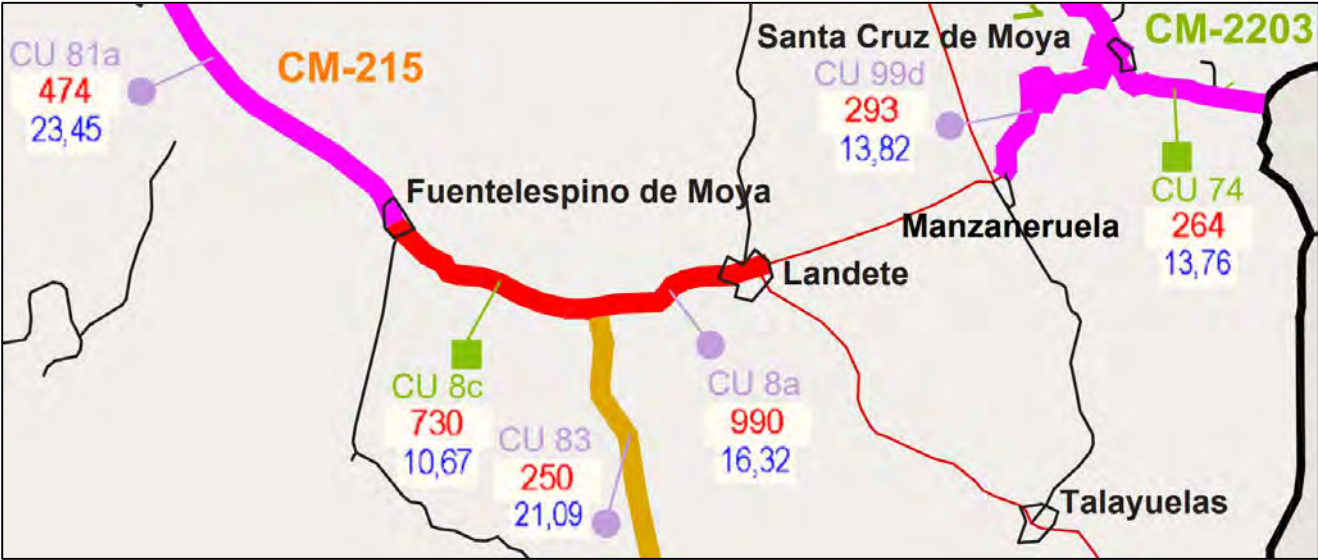 CU 81a
474
23,45
CM-215
Santa Cruz de Moya
CM-2203
CU 99d
293
13,82
CU 74
264
13,76
Fuentelespino de Moya
Manzaneruela
Landete
CU 8c
730
10,67
CU 83
250
21,09
CU 8a
990
16,32
Talayuelas